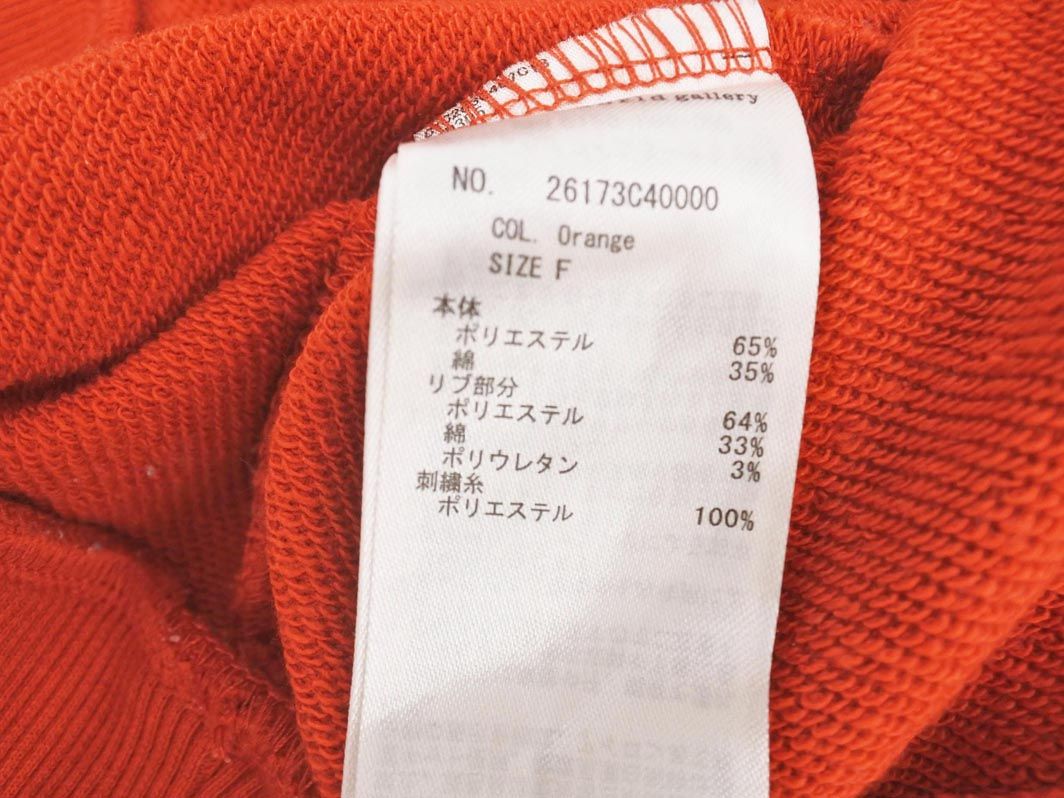 gallery
NO. 26173C40000
COL. Orange
SIZE F
本体
ポリエステル 65%
綿 35%
リブ部分
ポリエステル 64%
綿 33%
ポリウレタン 3%
刺繍糸
ポリエステル 100%